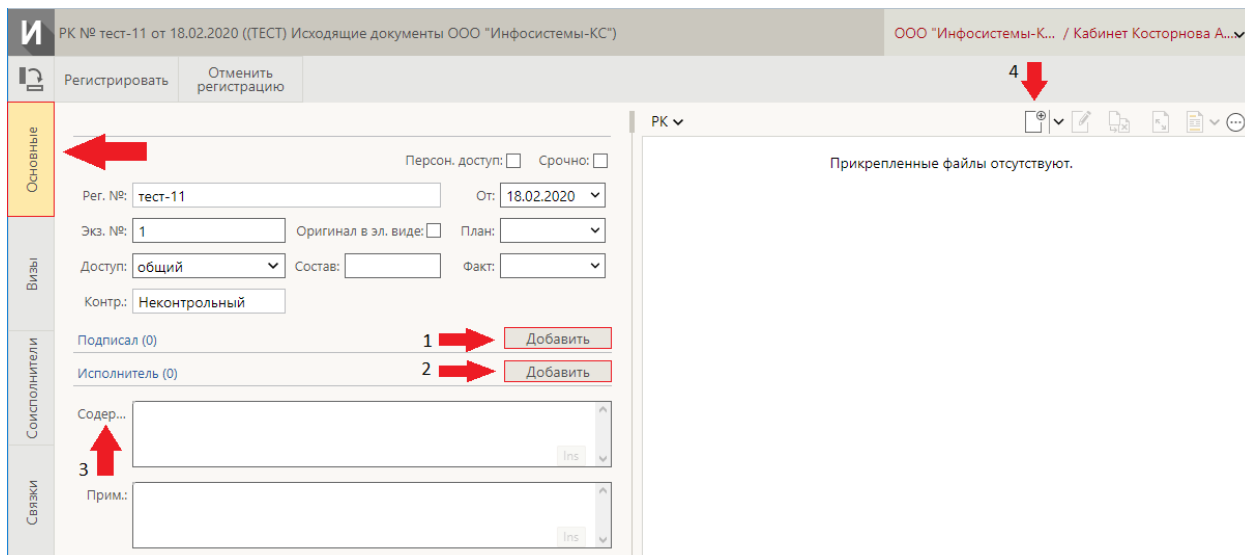 И РК № тест-11 от 18.02.2020 ((ТЕСТ) Исходящие документы ООО "Инфосистемы-КС") ООО "Инфосистемы-К... / Кабинет Косторнова А...
Регистрировать Отменить регистрацию 4
Основные
Визы
Соисполнители
Связки
Персон. доступ: Срочно:
Рег. №: тест-11 От: 18.02.2020
Экз. №: 1 Оригинал в эл. виде: План:
Доступ: общий Состав: Факт:
Контр.: Неконтрольный
Подписал (0) 1 Добавить
Исполнитель (0) 2 Добавить
Содер...
Ins
3
Прим.:
Ins
РК
Прикрепленные файлы отсутствуют.